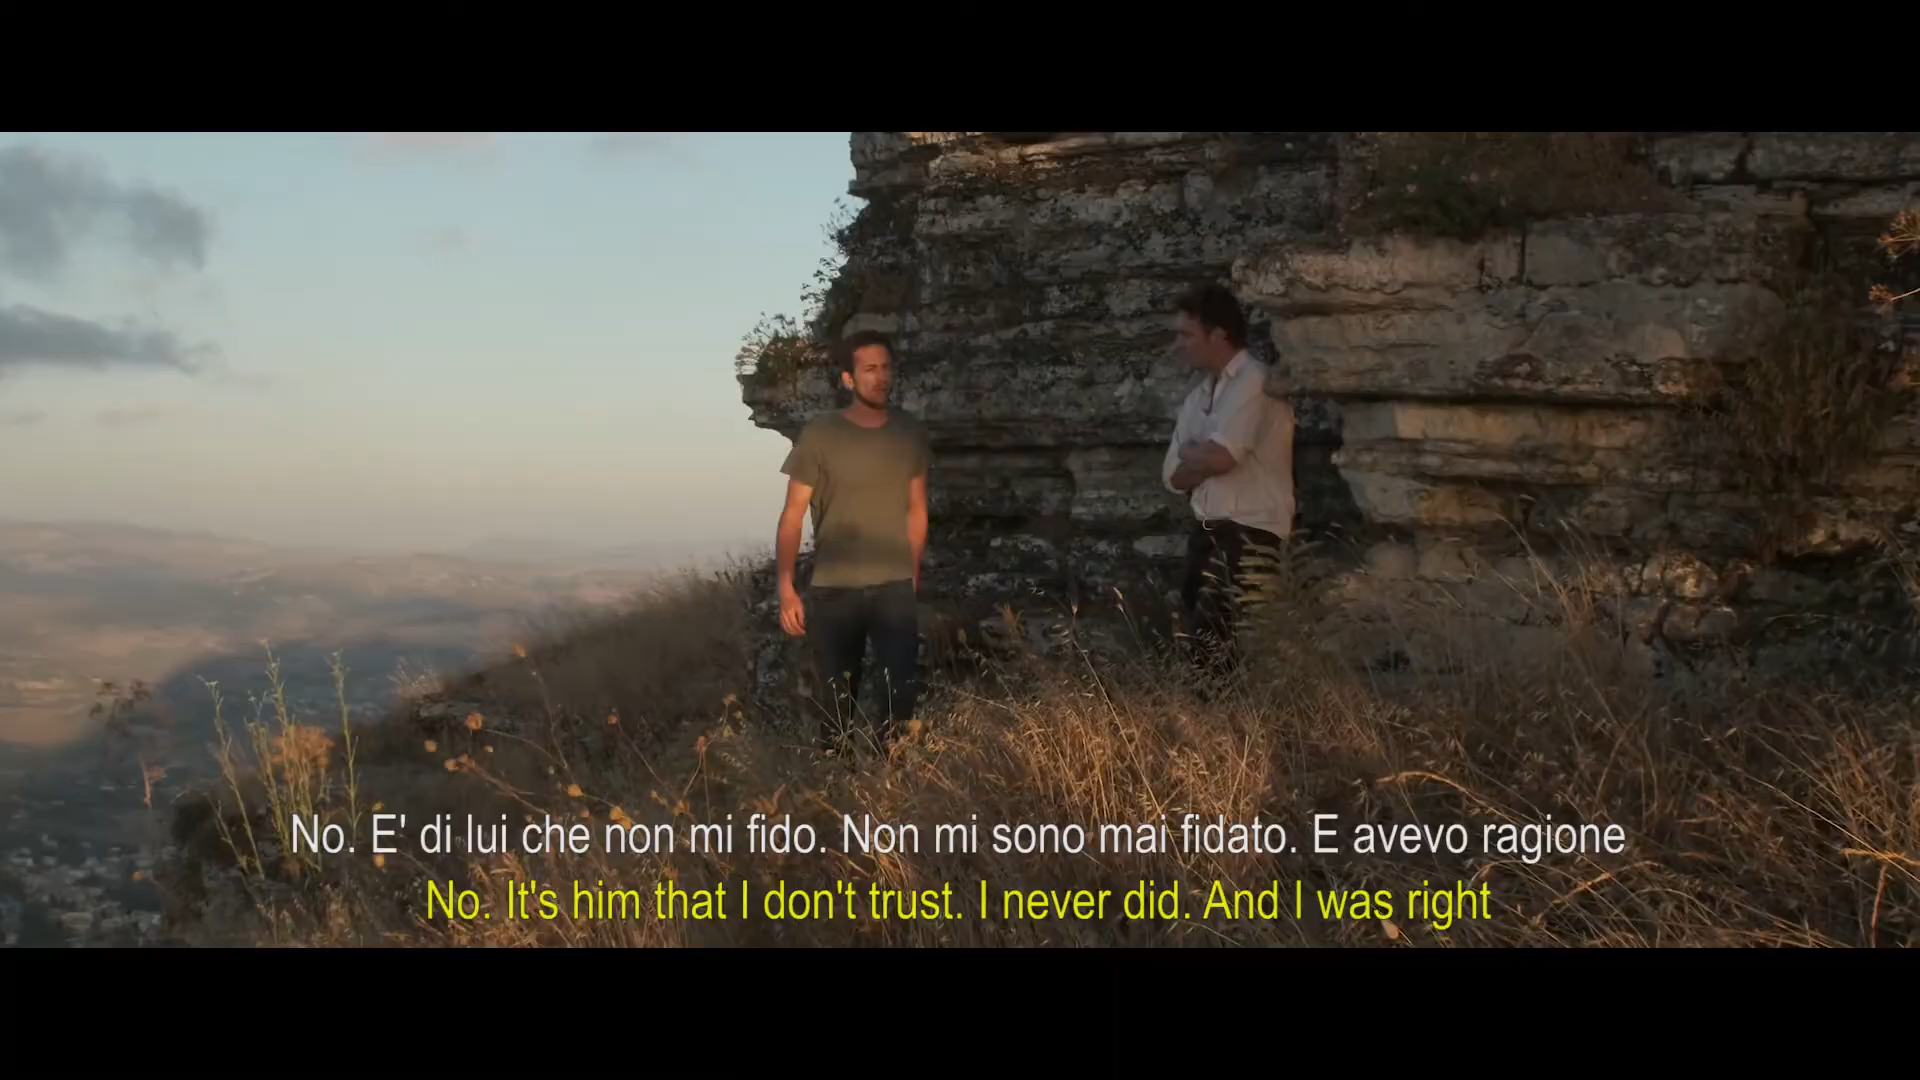 No. E' di lui che non mi fido. Non mi sono mai fidato. E avevo ragione
No. It's him that I don't trust. I never did. And I was right